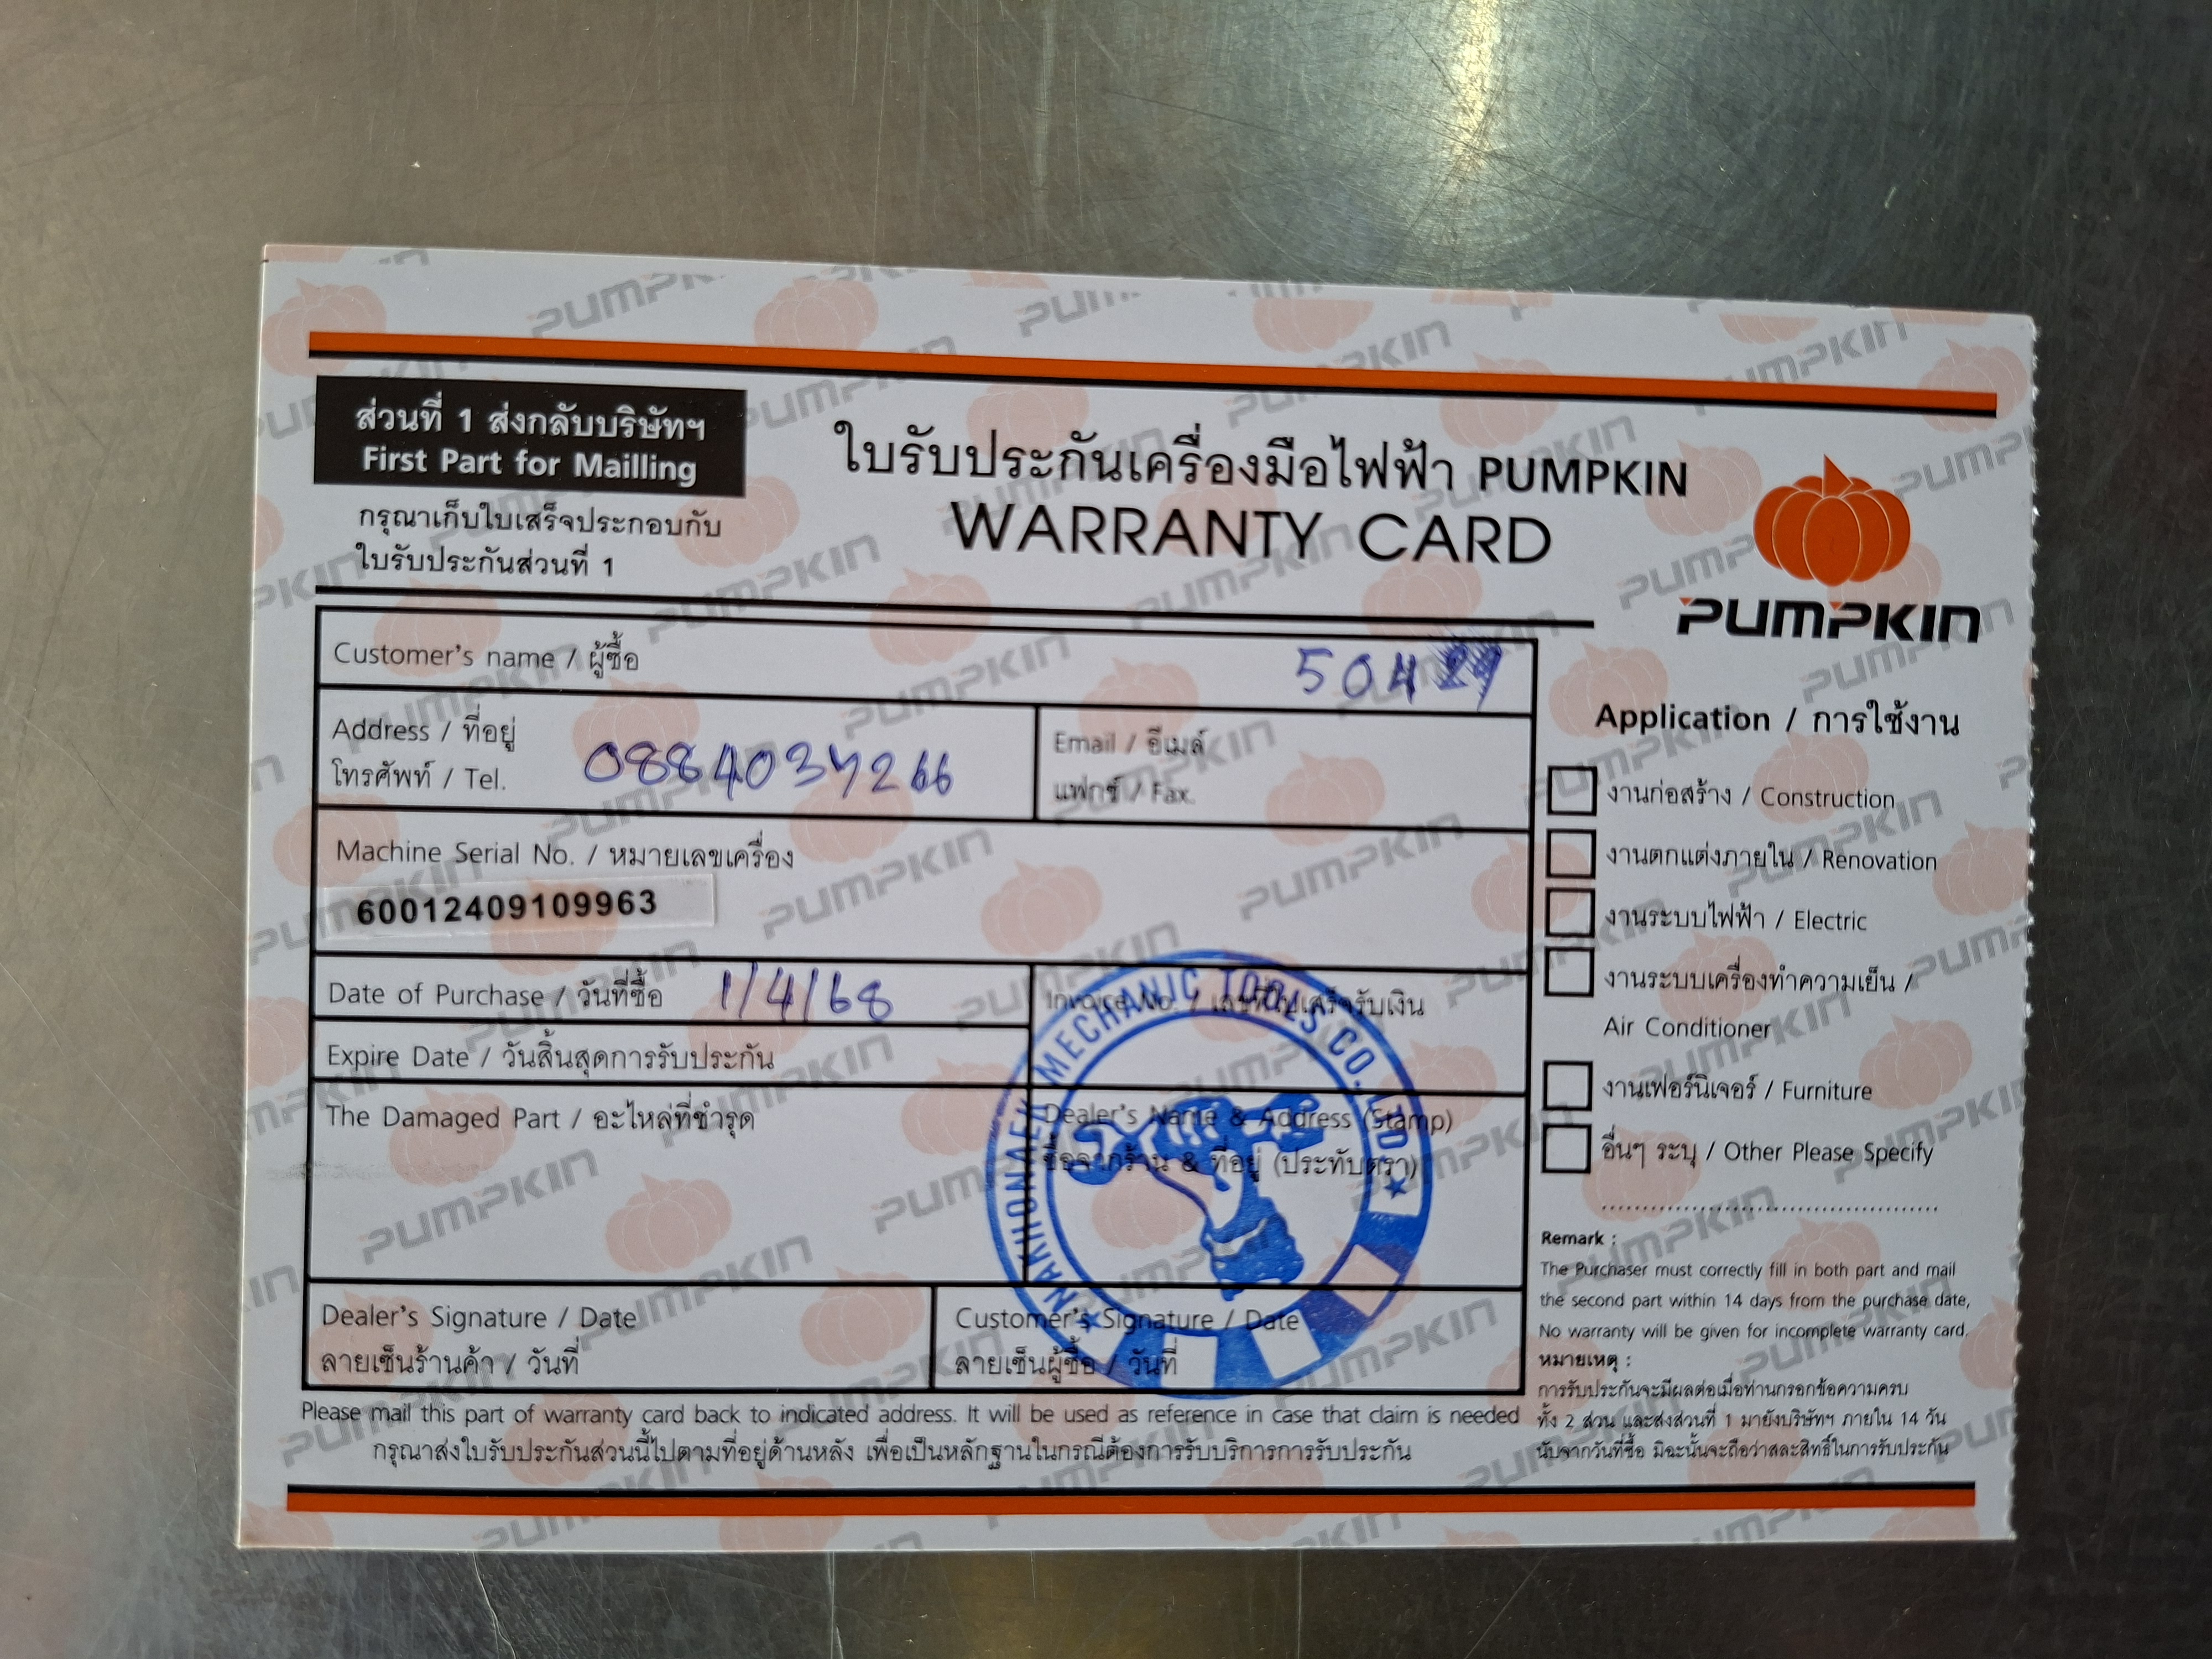 ส่วนที่ 1 ส่งกลับบริษัทฯ
First Part for Mailling
กรุณาเก็บใบเสร็จประกอบกับ
ใบรับประกันส่วนที่ 1
ใบรับประกันเครื่องมือไฟฟ้า PUMPKIN
WARRANTY CARD
PUMPKIN
Customer's name / ผู้ซื้อ
504
Address / ที่อยู่
โทรศัพท์ / Tel. 0884037266
Email / อีเมล์
แฟกซ์ / Fax.
Machine Serial No. / หมายเลขเครื่อง
60012409109963
Date of Purchase / วันที่ซื้อ 1/4/68
Invoice No. / เลขที่ใบเสร็จรับเงิน
Expire Date / วันสิ้นสุดการรับประกัน
The Damaged Part / อะไหล่ที่ชำรุด
Dealer's Name & Address (Stamp)
ชื่อจากร้าน & ที่อยู่ (ประทับตรา)
MECHANIC TOOLS CO.,LTD.
Dealer's Signature / Date
ลายเซ็นร้านค้า / วันที่
Customer's Signature / Date
ลายเซ็นผู้ซื้อ / วันที่
Please mail this part of warranty card back to indicated address. It will be used as reference in case that claim is needed
กรุณาส่งใบรับประกันส่วนนี้ไปตามที่อยู่ด้านหลัง เพื่อเป็นหลักฐานในกรณีต้องการรับบริการการรับประกัน
Application / การใช้งาน
งานก่อสร้าง / Construction
งานตกแต่งภายใน / Renovation
งานระบบไฟฟ้า / Electric
งานระบบเครื่องทำความเย็น /
Air Conditioner
งานเฟอร์นิเจอร์ / Furniture
อื่นๆ ระบุ / Other Please Specify
Remark :
The Purchaser must correctly fill in both part and mail
the second part within 14 days from the purchase date,
No warranty will be given for incomplete warranty card.
หมายเหตุ :
การรับประกันจะมีผลต่อเมื่อท่านกรอกข้อความครบ
ทั้ง 2 ส่วน และส่งส่วนที่ 1 มายังบริษัทฯ ภายใน 14 วัน
นับจากวันที่ซื้อ มิฉะนั้นจะถือว่าสละสิทธิ์ในการรับประกัน